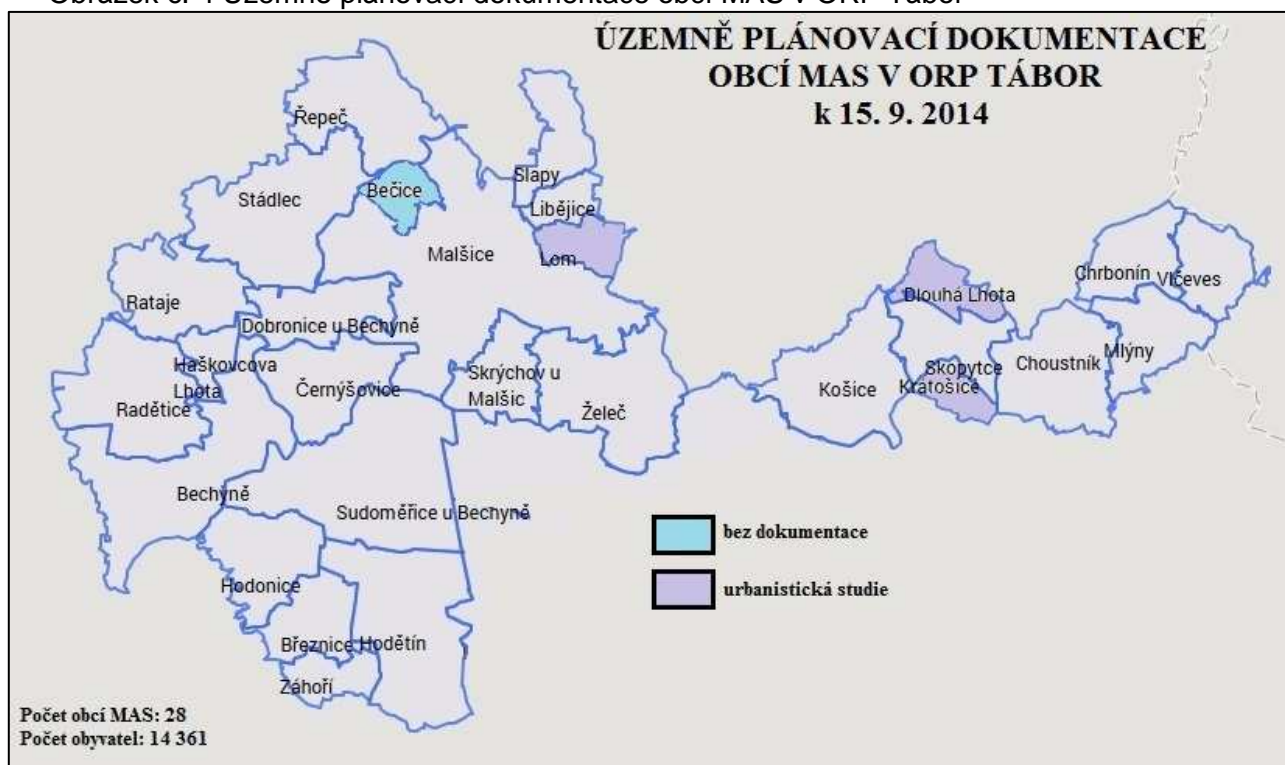 Obrázek č. 4 Územně plánovací dokumentace obcí MAS v ORP Tábor
ÚZEMNĚ PLÁNOVACÍ DOKUMENTACE
OBCÍ MAS V ORP TÁBOR
k 15. 9. 2014
Řepeč
Slapy
Bečice
Stádlec
Libějice
Malšice
Lom
Chrbonín
Vlčeves
Dlouhá Lhota
Rataje
Dobronice u Bechyně
Mlýny
Haškovcova
Lhota
Skrýchov u
Malšic
Skopytce
Choustník
Černýšovice
Košice
Krátošice
Radětice
Želeč
Bechyně
Sudoměřice u Bechyně
bez dokumentace
Hodonice
urbanistická studie
Březnice
Hodětín
Záhoří
Počet obcí MAS: 28
Počet obyvatel: 14 361